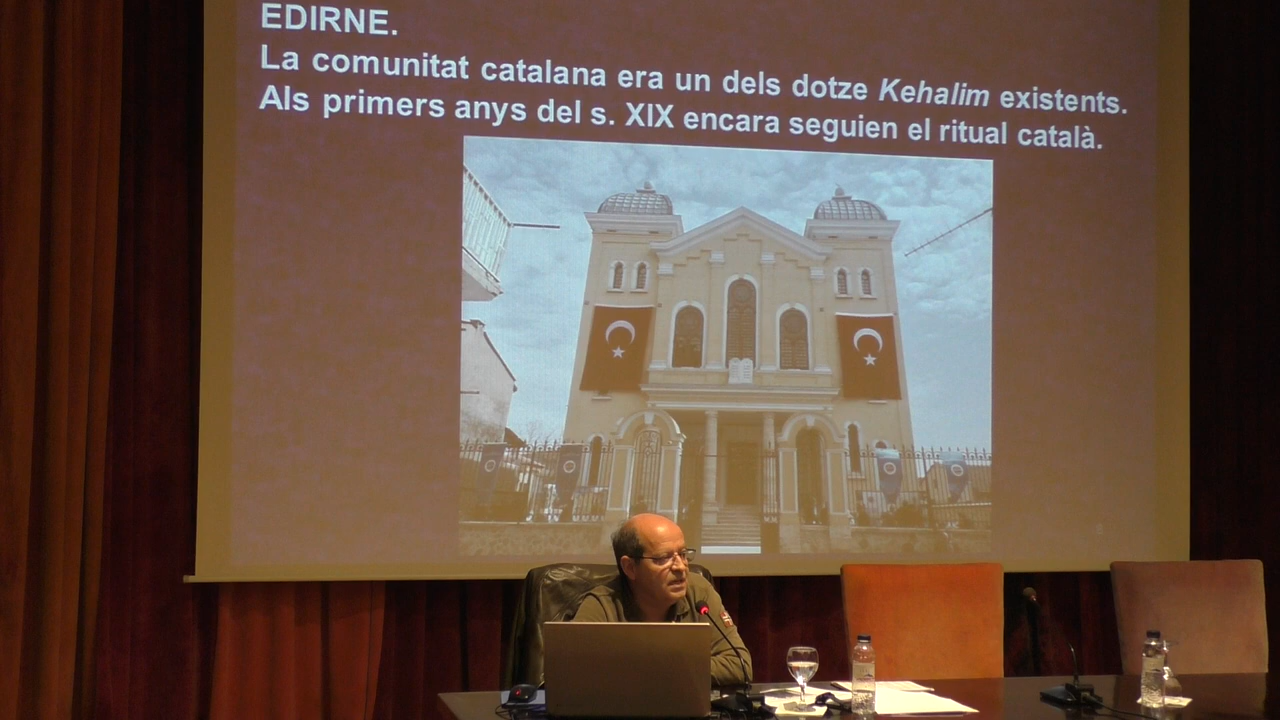 EDIRNE.
La comunitat catalana era un dels dotze Kehalim existents.
Als primers anys del s. XIX encara seguien el ritual català.